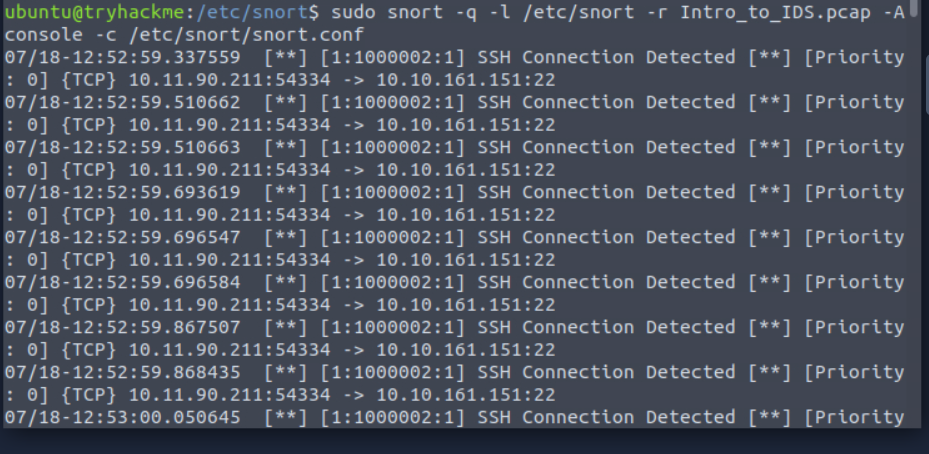 ubuntu@tryhackme:/etc/snort$ sudo snort -q -l /etc/snort -r Intro_to_IDS.pcap -A
console -c /etc/snort/snort.conf
07/18-12:52:59.337559  [**] [1:1000002:1] SSH Connection Detected [**] [Priority
: 0] {TCP} 10.11.90.211:54334 -> 10.10.161.151:22
07/18-12:52:59.510662  [**] [1:1000002:1] SSH Connection Detected [**] [Priority
: 0] {TCP} 10.11.90.211:54334 -> 10.10.161.151:22
07/18-12:52:59.510663  [**] [1:1000002:1] SSH Connection Detected [**] [Priority
: 0] {TCP} 10.11.90.211:54334 -> 10.10.161.151:22
07/18-12:52:59.693619  [**] [1:1000002:1] SSH Connection Detected [**] [Priority
: 0] {TCP} 10.11.90.211:54334 -> 10.10.161.151:22
07/18-12:52:59.696547  [**] [1:1000002:1] SSH Connection Detected [**] [Priority
: 0] {TCP} 10.11.90.211:54334 -> 10.10.161.151:22
07/18-12:52:59.696584  [**] [1:1000002:1] SSH Connection Detected [**] [Priority
: 0] {TCP} 10.11.90.211:54334 -> 10.10.161.151:22
07/18-12:52:59.867507  [**] [1:1000002:1] SSH Connection Detected [**] [Priority
: 0] {TCP} 10.11.90.211:54334 -> 10.10.161.151:22
07/18-12:52:59.868435  [**] [1:1000002:1] SSH Connection Detected [**] [Priority
: 0] {TCP} 10.11.90.211:54334 -> 10.10.161.151:22
07/18-12:53:00.050645  [**] [1:1000002:1] SSH Connection Detected [**] [Priority